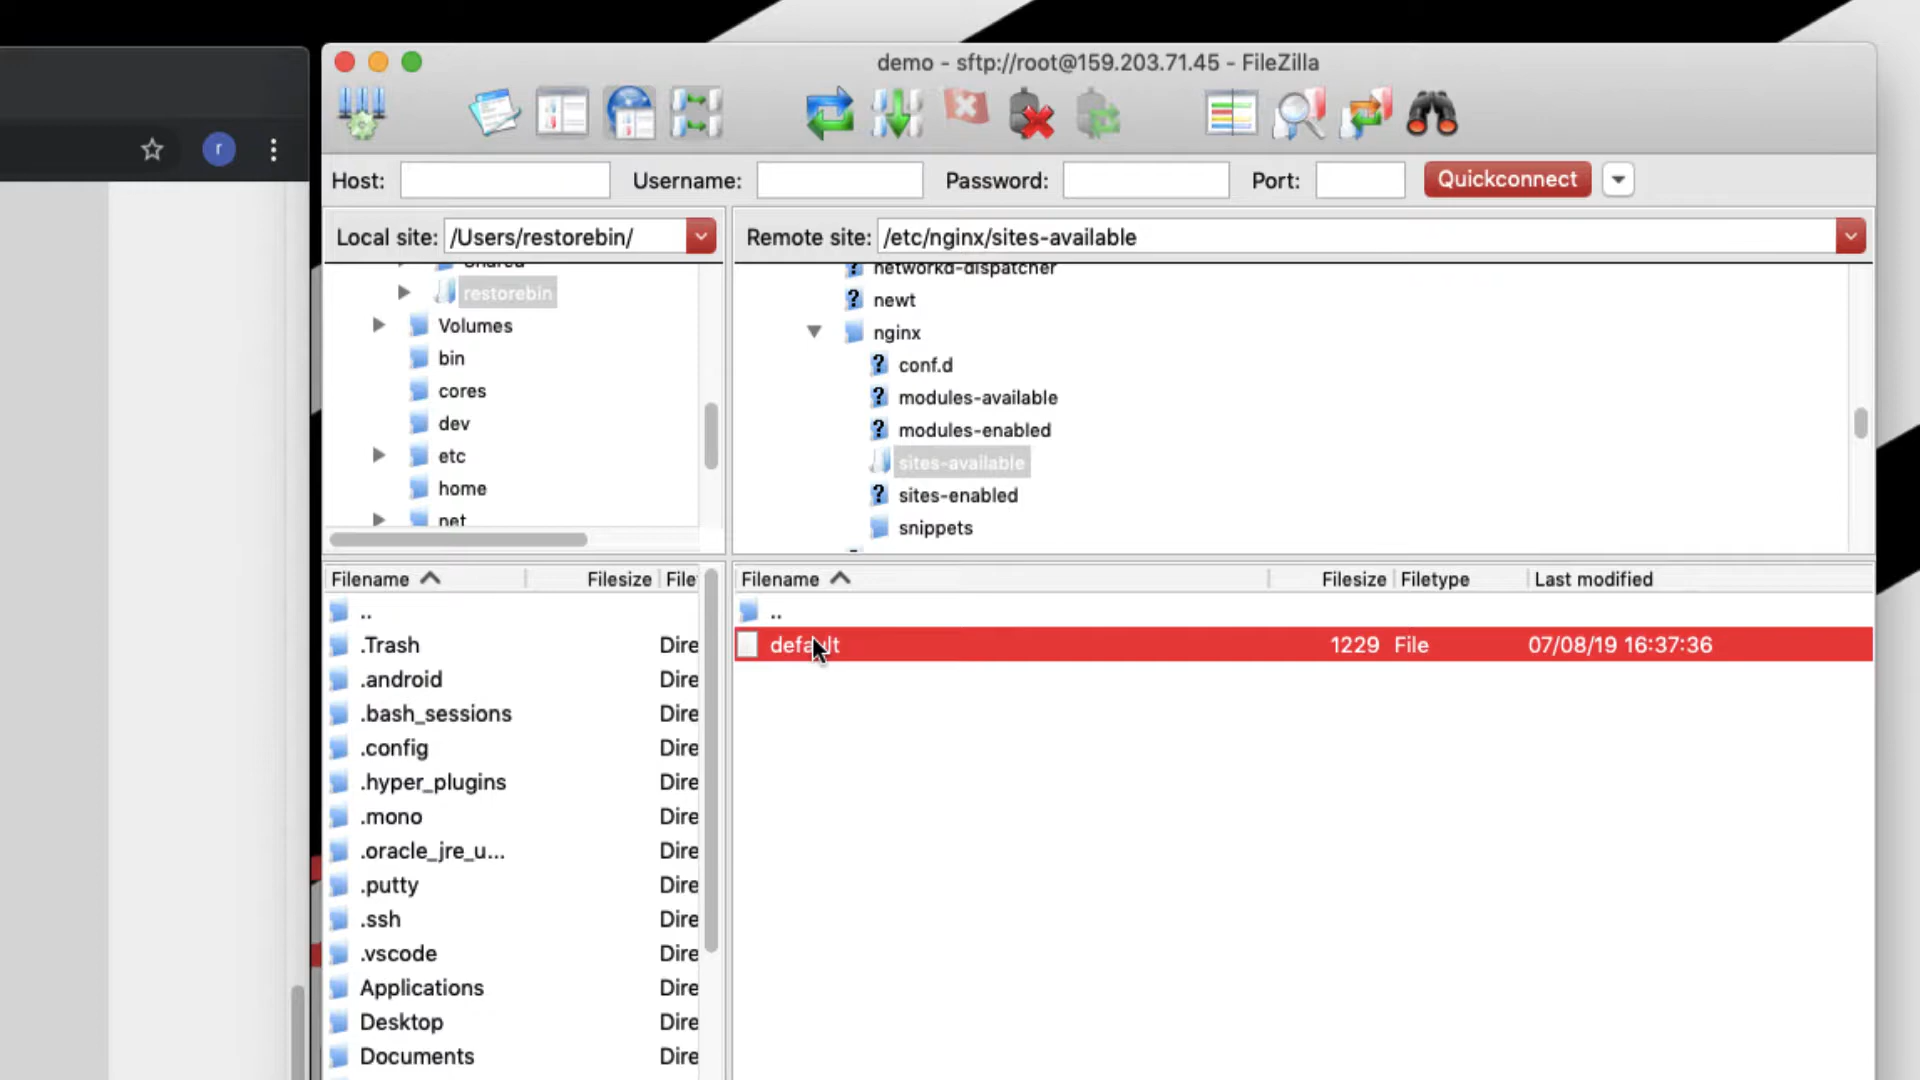 demo - sftp://root@159.203.71.45 - FileZilla
r
Host: Username: Password: Port: Quickconnect
Local site: /Users/restorebin/
Remote site: /etc/nginx/sites-available
Shared
restorebin
Volumes
bin
cores
dev
etc
home
net
networkd-dispatcher
newt
nginx
conf.d
modules-available
modules-enabled
sites-available
sites-enabled
snippets
Filename Filesize File
..
.Trash Dire
.android Dire
.bash_sessions Dire
.config Dire
.hyper_plugins Dire
.mono Dire
.oracle_jre_u... Dire
.putty Dire
.ssh Dire
.vscode Dire
Applications Dire
Desktop Dire
Documents Dire
Filename Filesize Filetype Last modified
..
default 1229 File 07/08/19 16:37:36